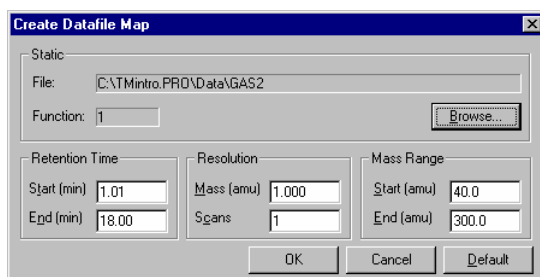 Create Datafile Map
Static
File: C:\TMintro.PRO\Data\GAS2
Function: 1 Browse...
Retention Time Resolution Mass Range
Start (min) 1.01 Mass (amu) 1.000 Start (amu) 40.0
End (min) 18.00 Scans 1 End (amu) 300.0
OK Cancel Default